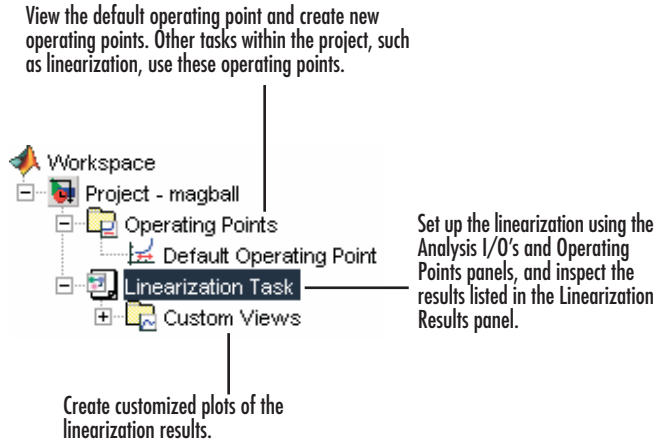 View the default operating point and create new
operating points. Other tasks within the project, such
as linearization, use these operating points.
Workspace
Project - magball
Operating Points
Default Operating Point
Linearization Task
Custom Views
Set up the linearization using the
Analysis I/O's and Operating
Points panels, and inspect the
results listed in the Linearization
Results panel.
Create customized plots of the
linearization results.